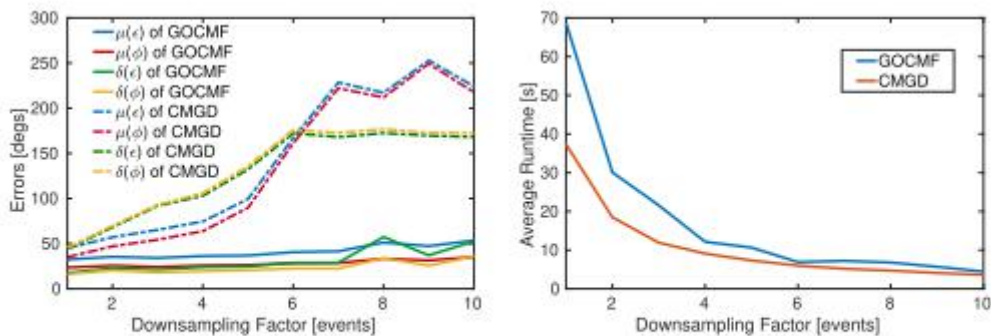 300
250
200
150
100
50
0
Errors [degs]
μ(ϵ) of GOCMF
μ(ϕ) of GOCMF
δ(ϵ) of GOCMF
δ(ϕ) of GOCMF
μ(ϵ) of CMGD
μ(ϕ) of CMGD
δ(ϵ) of CMGD
δ(ϕ) of CMGD
2 4 6 8 10
Downsampling Factor [events]
70
60
50
40
30
20
10
0
Average Runtime [s]
GOCMF
CMGD
2 4 6 8 10
Downsampling Factor [events]